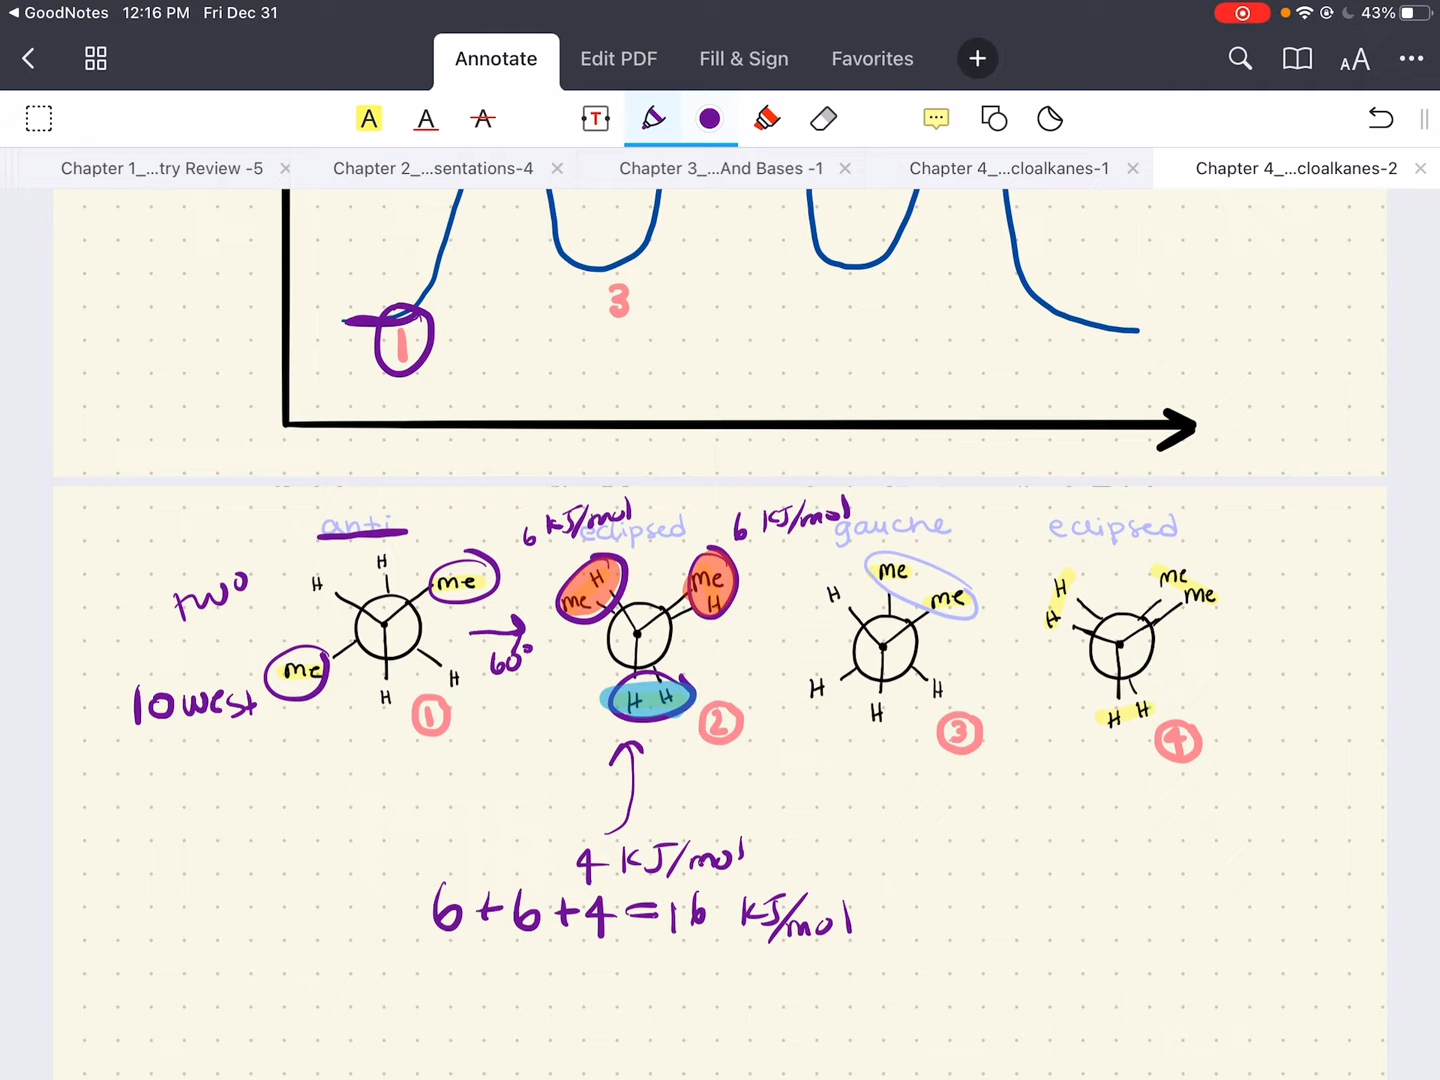 GoodNotes 12:16 PM Fri Dec 31 43%
Annotate Edit PDF Fill & Sign Favorites
Chapter 1_...try Review -5 Chapter 2_...sentations-4 Chapter 3_...And Bases -1 Chapter 4_...cloalkanes-1 Chapter 4_...cloalkanes-2
3
1
6 KJ/mol 6 KJ/mol
anti eclipsed gauche eclipsed
two
lowest
H H me me H
60°
H H
①
H me me H
H H
②
H me me
H H H H
③
H H me me
H H
④
4 KJ/mol
6+6+4=16 KJ/mol